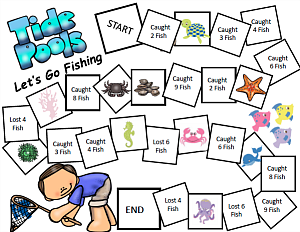 Tide
Pools
Let's Go Fishing
START
Caught
2 Fish
Caught
3 Fish
Caught
4 Fish
Caught
6 Fish
Caught
2 Fish
Caught
9 Fish
Caught
8 Fish
Lost 4
Fish
Caught
3 Fish
Caught
4 Fish
Lost 6
Fish
Caught
6 Fish
Caught
8 Fish
Caught
9 Fish
Lost 6
Fish
Lost 4
Fish
END